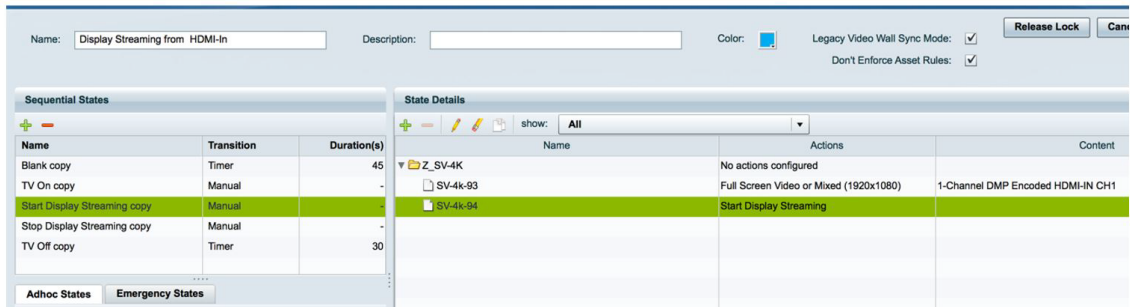 Name: Display Streaming from HDMI-In Description: Color: Legacy Video Wall Sync Mode: Release Lock
Don't Enforce Asset Rules:
Sequential States State Details
show: All
Name Transition Duration(s) Name Actions Content
Blank copy Timer 45 Z_SV-4K No actions configured
TV On copy Manual - SV-4k-93 Full Screen Video or Mixed (1920x1080) 1-Channel DMP Encoded HDMI-IN CH1
Start Display Streaming copy Manual - SV-4k-94 Start Display Streaming
Stop Display Streaming copy Manual -
TV Off copy Timer 30
Adhoc States Emergency States